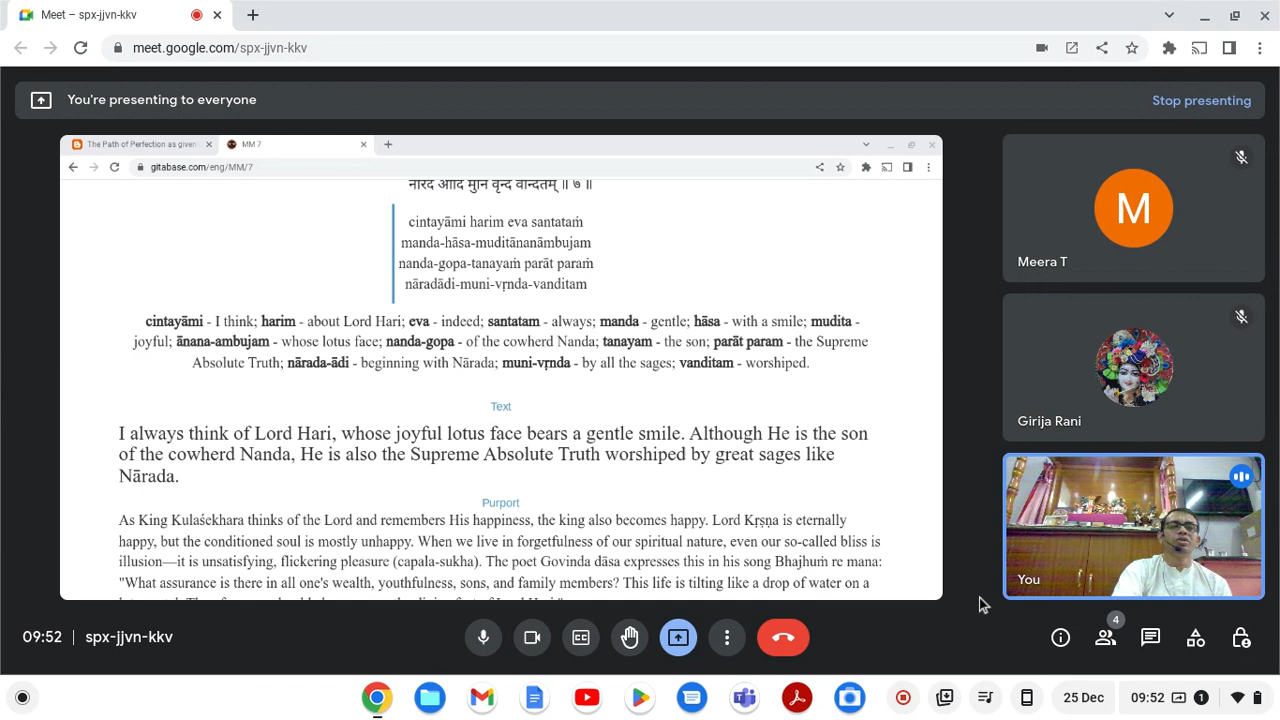 Meet – spx-jjvn-kkv
meet.google.com/spx-jjvn-kkv
You're presenting to everyone
Stop presenting
The Path of Perfection as given
MM 7
gitabase.com/eng/MM/7
नारद आदि मुनि वृन्द वन्दितम् ॥ ७ ॥
cintayāmi harim eva santataṁ
manda-hāsa-muditānanāmbujam
nanda-gopa-tanayaṁ parāt paraṁ
nāradādi-muni-vṛnda-vanditam
cintayāmi - I think; harim - about Lord Hari; eva - indeed; santatam - always; manda - gentle; hāsa - with a smile; mudita -
joyful; ānana-ambujam - whose lotus face; nanda-gopa - of the cowherd Nanda; tanayam - the son; parāt param - the Supreme
Absolute Truth; nārada-ādi - beginning with Nārada; muni-vṛnda - by all the sages; vanditam - worshiped.
Text
I always think of Lord Hari, whose joyful lotus face bears a gentle smile. Although He is the son
of the cowherd Nanda, He is also the Supreme Absolute Truth worshiped by great sages like
Nārada.
Purport
As King Kulaśekhara thinks of the Lord and remembers His happiness, the king also becomes happy. Lord Kṛṣṇa is eternally
happy, but the conditioned soul is mostly unhappy. When we live in forgetfulness of our spiritual nature, even our so-called bliss is
illusion—it is unsatisfying, flickering pleasure (capala-sukha). The poet Govinda dāsa expresses this in his song Bhajhuṁ re mana:
"What assurance is there in all one's wealth, youthfulness, sons, and family members? This life is tilting like a drop of water on a
M
Meera T
Girija Rani
You
09:52
spx-jjvn-kkv
4
25 Dec
09:52
1